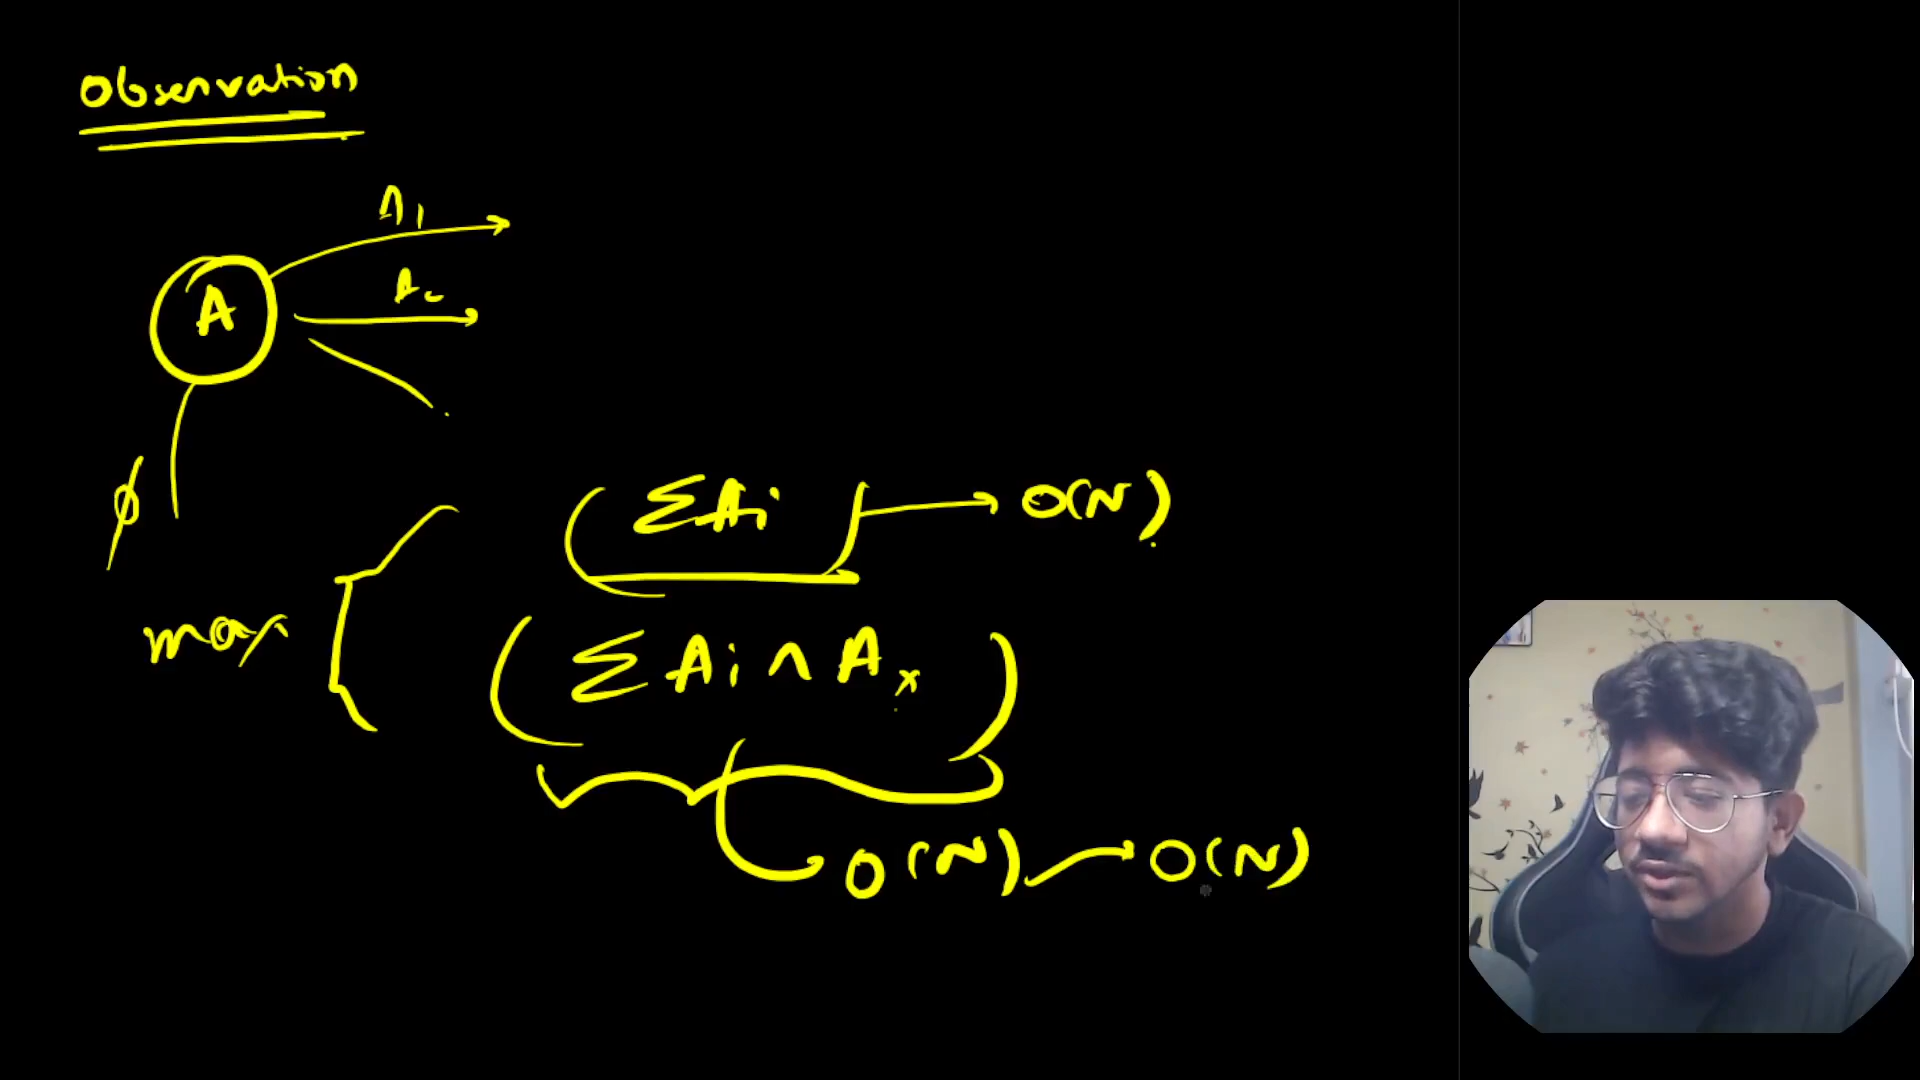 Observation
A1
A2
A
ϕ
(ΣAi) → O(N)
max
(ΣAi ∧ Ax)
O(N) → O(N)